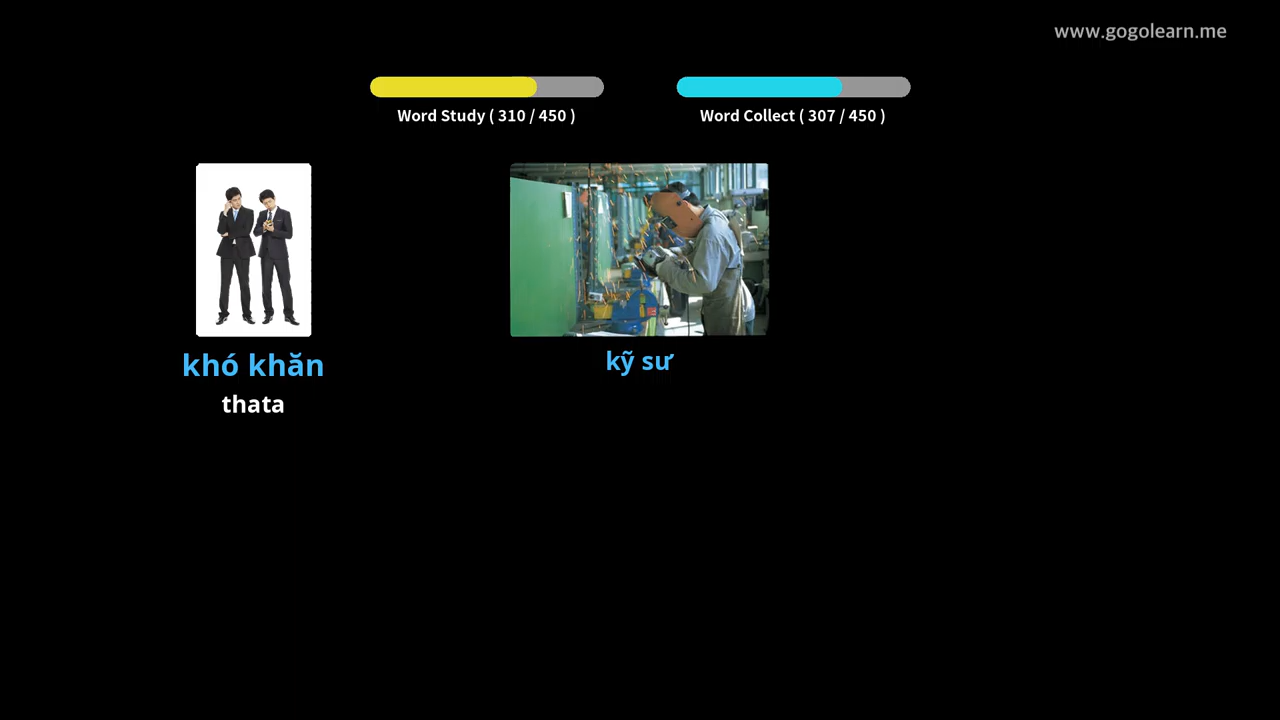 www.gogolearn.me
Word Study ( 310 / 450 )
Word Collect ( 307 / 450 )
khó khăn
thata
kỹ sư